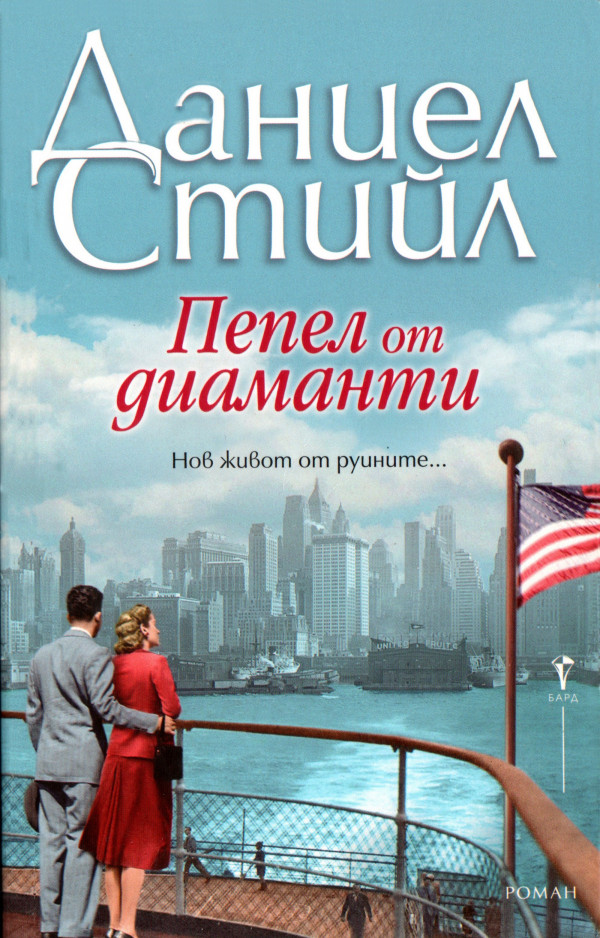 Даниел
Стийл
Пепел от
диаманти
Нов живот от руините...
БАРД
РОМАН